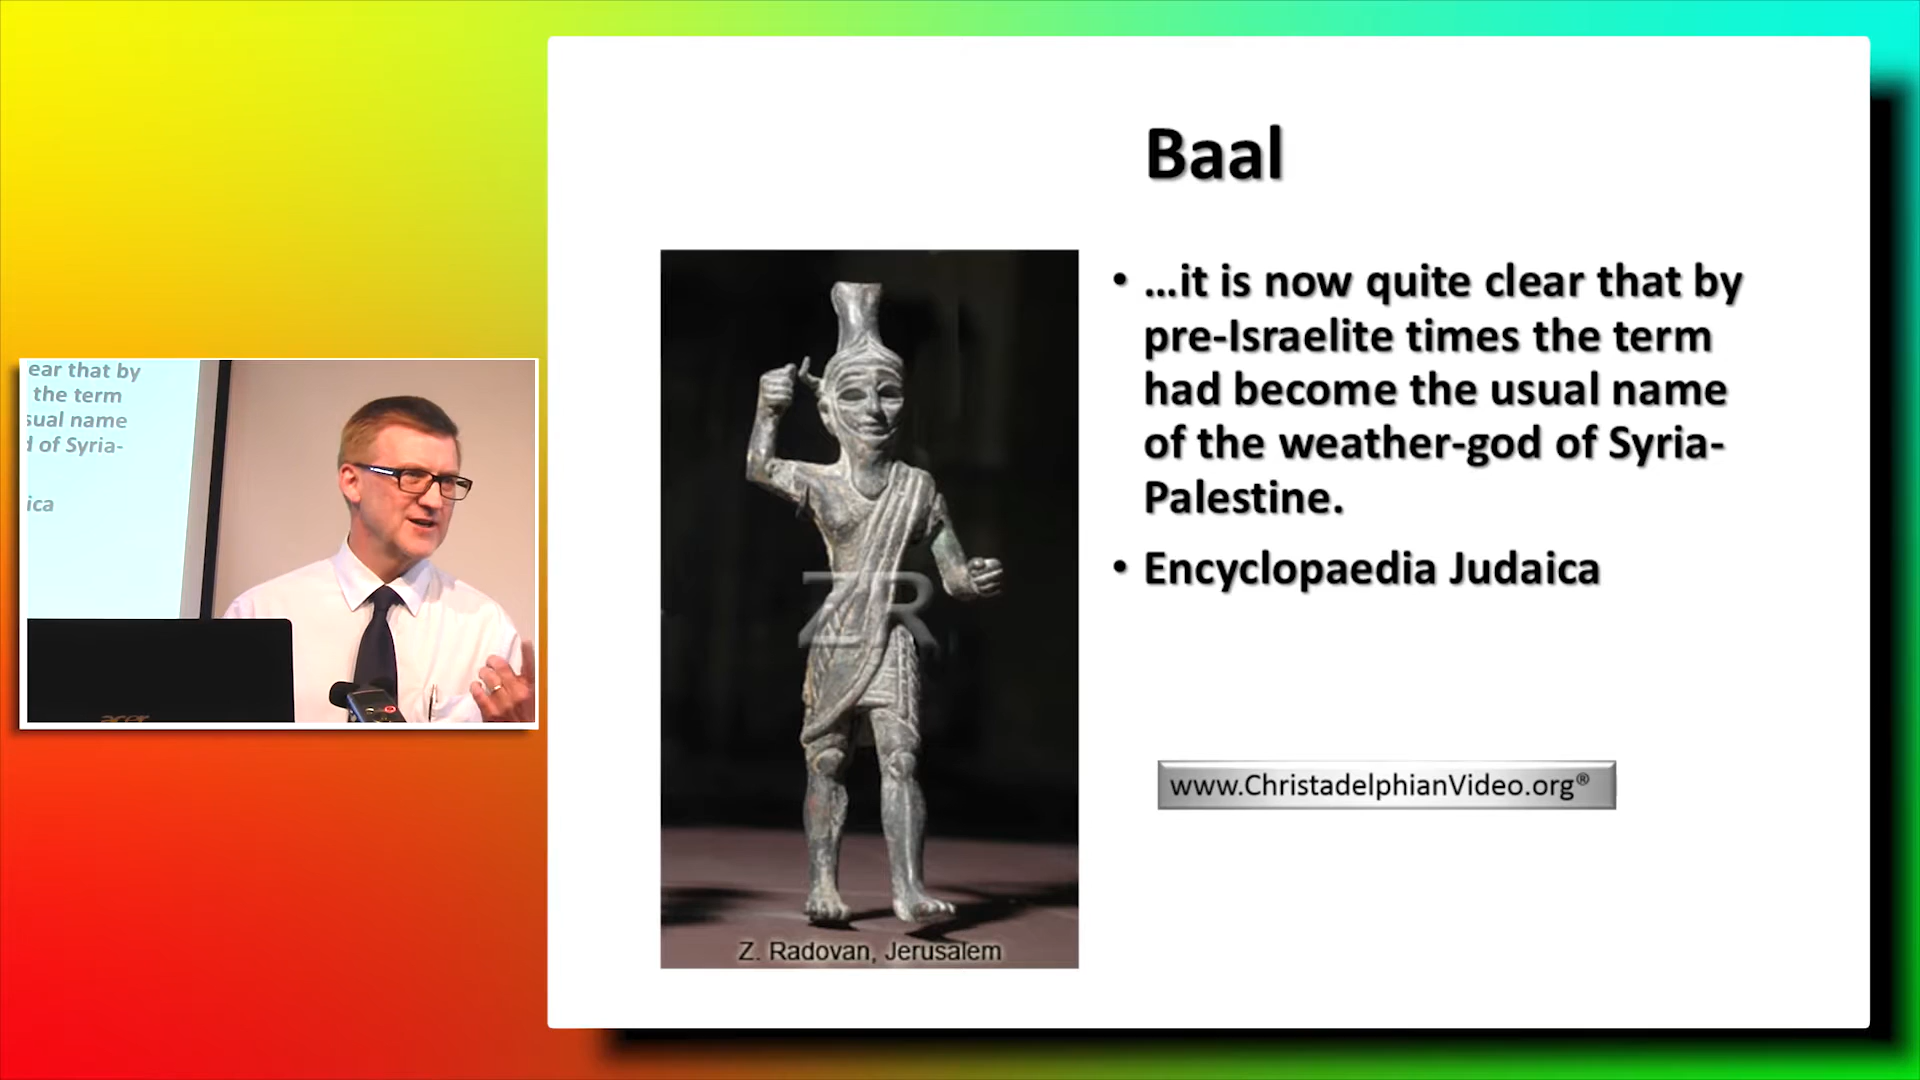 Baal
• ...it is now quite clear that by
pre-Israelite times the term
had become the usual name
of the weather-god of Syria-
Palestine.
• Encyclopaedia Judaica
www.ChristadelphianVideo.org®
ZR
Z. Radovan, Jerusalem
ear that by
the term
sual name
d of Syria-
ica
acer